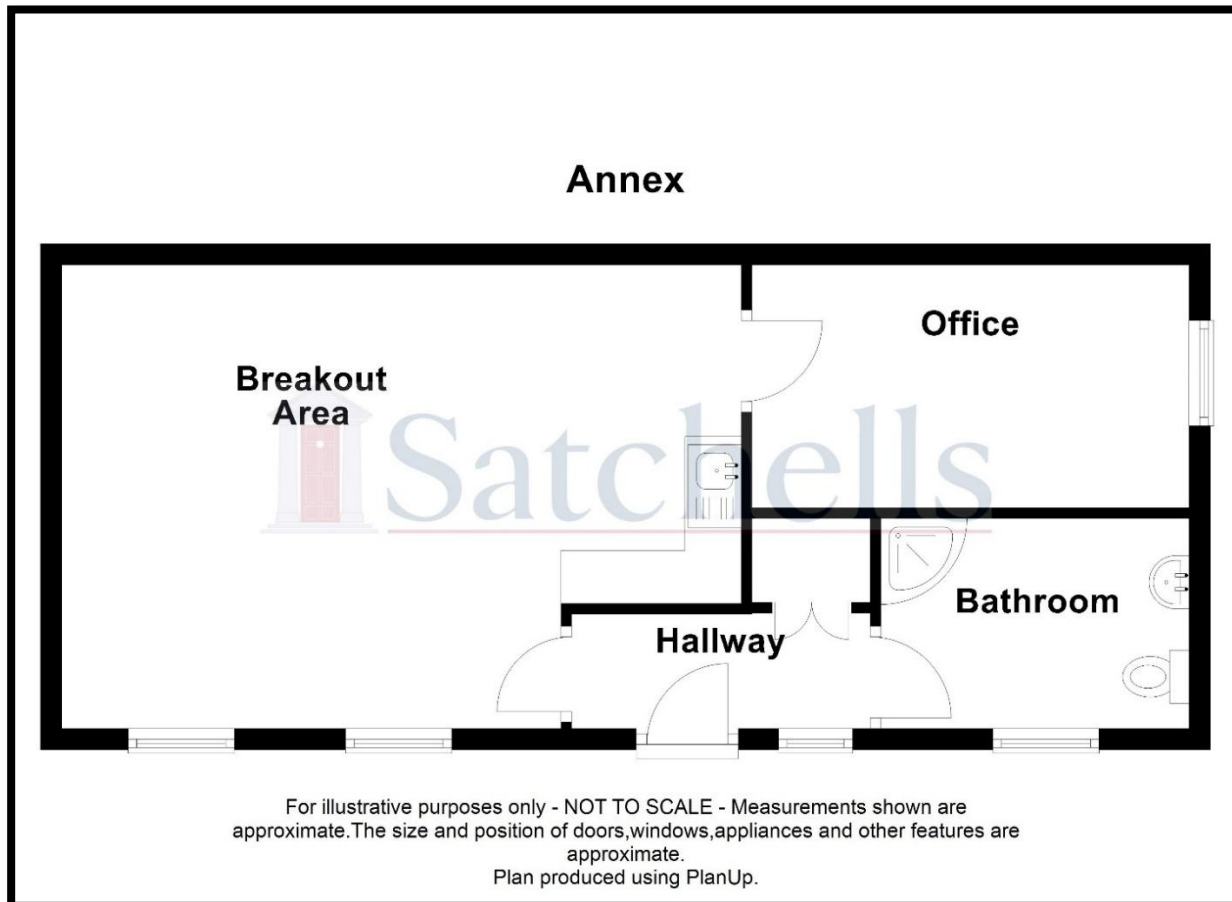 Annex
Office
Breakout
Area
Satchells
Bathroom
Hallway
For illustrative purposes only - NOT TO SCALE - Measurements shown are
approximate.The size and position of doors,windows,appliances and other features are
approximate.
Plan produced using PlanUp.